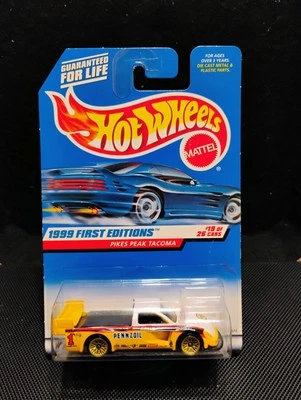 GUARANTEED
FOR LIFE
FOR AGES
OVER 3 YEARS.
DIE CAST METAL &
PLASTIC PARTS.
HOT WHEELS
MATTEL
1999 FIRST EDITIONS
PIKES PEAK TACOMA
#19 OF
26 CARS
PENNZOIL